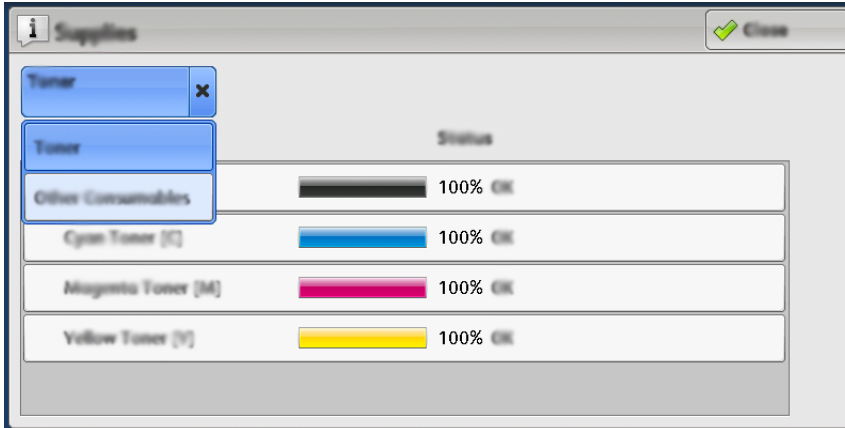 Supplies
Close
Toner
Status
Toner
100% OK
Other Consumables
Cyan Toner [C] 100% OK
Magenta Toner [M] 100% OK
Yellow Toner [Y] 100% OK